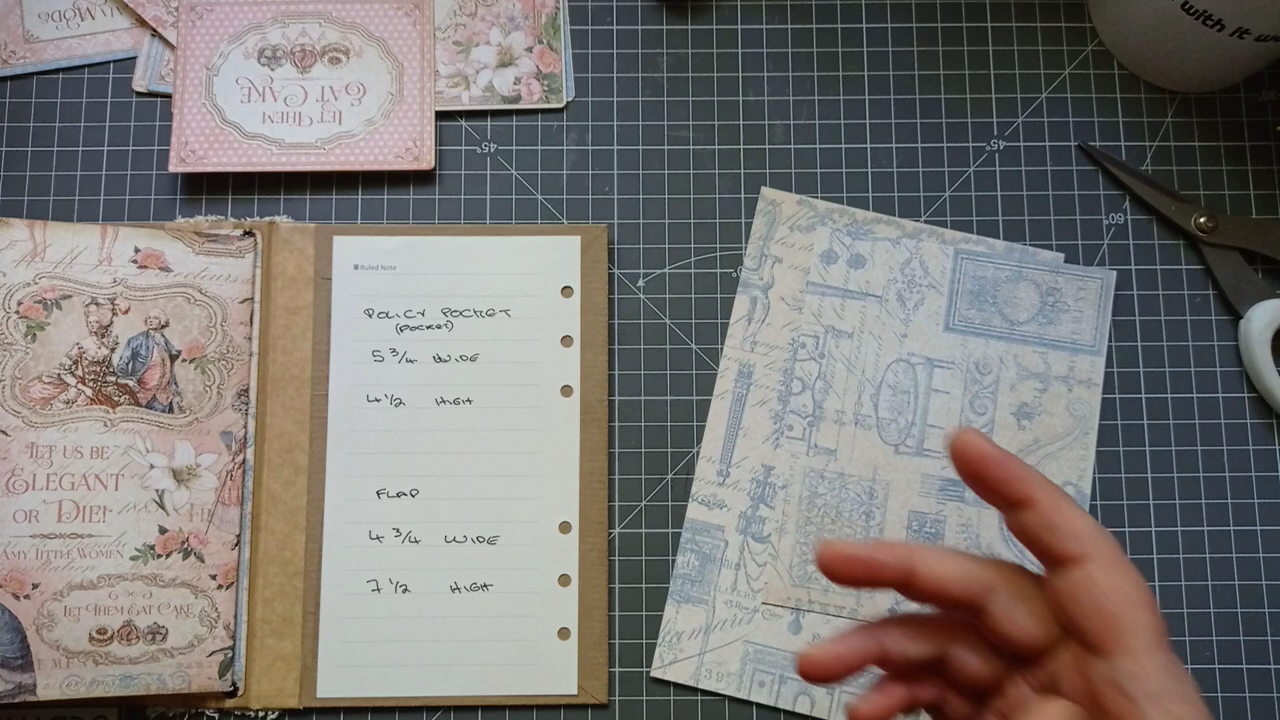 LET THEM
EAT CAKE
with it w
45°
45°
60°
Ruled Note
POLICY POCKET
(POCKET)
5 3/4 WIDE
4 1/2 HIGH
FLAP
4 3/4 WIDE
7 1/2 HIGH
LET US BE
ELEGANT
OR DIE!
AMY, LITTLE WOMEN
LET THEM EAT CAKE
39